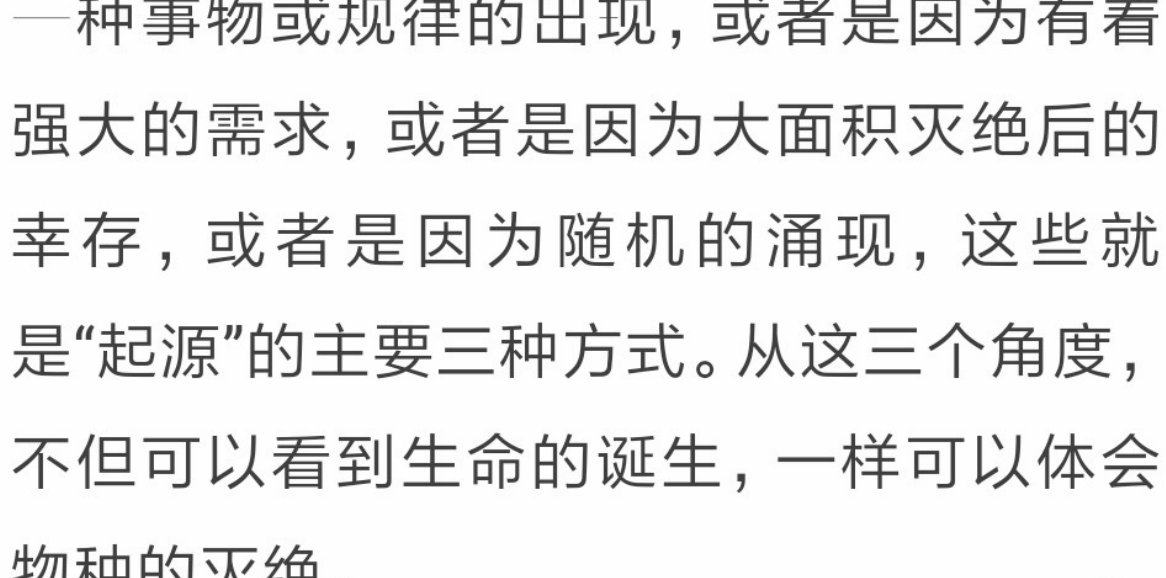 一种事物或规律的出现，或者是因为有着
强大的需求，或者是因为大面积灭绝后的
幸存，或者是因为随机的涌现，这些就
是“起源”的主要三种方式。从这三个角度，
不但可以看到生命的诞生，一样可以体会
物种的灭绝